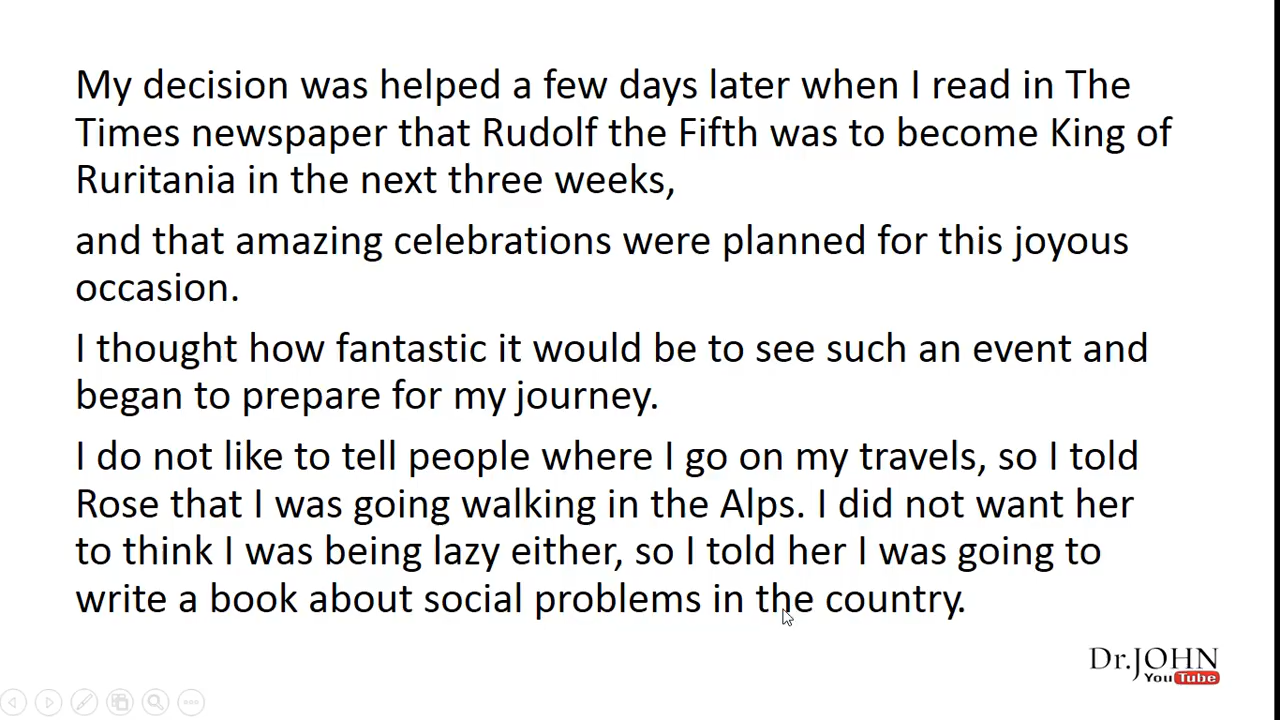 My decision was helped a few days later when I read in The
Times newspaper that Rudolf the Fifth was to become King of
Ruritania in the next three weeks,
and that amazing celebrations were planned for this joyous
occasion.
I thought how fantastic it would be to see such an event and
began to prepare for my journey.
I do not like to tell people where I go on my travels, so I told
Rose that I was going walking in the Alps. I did not want her
to think I was being lazy either, so I told her I was going to
write a book about social problems in the country.
Dr.JOHN
YouTube